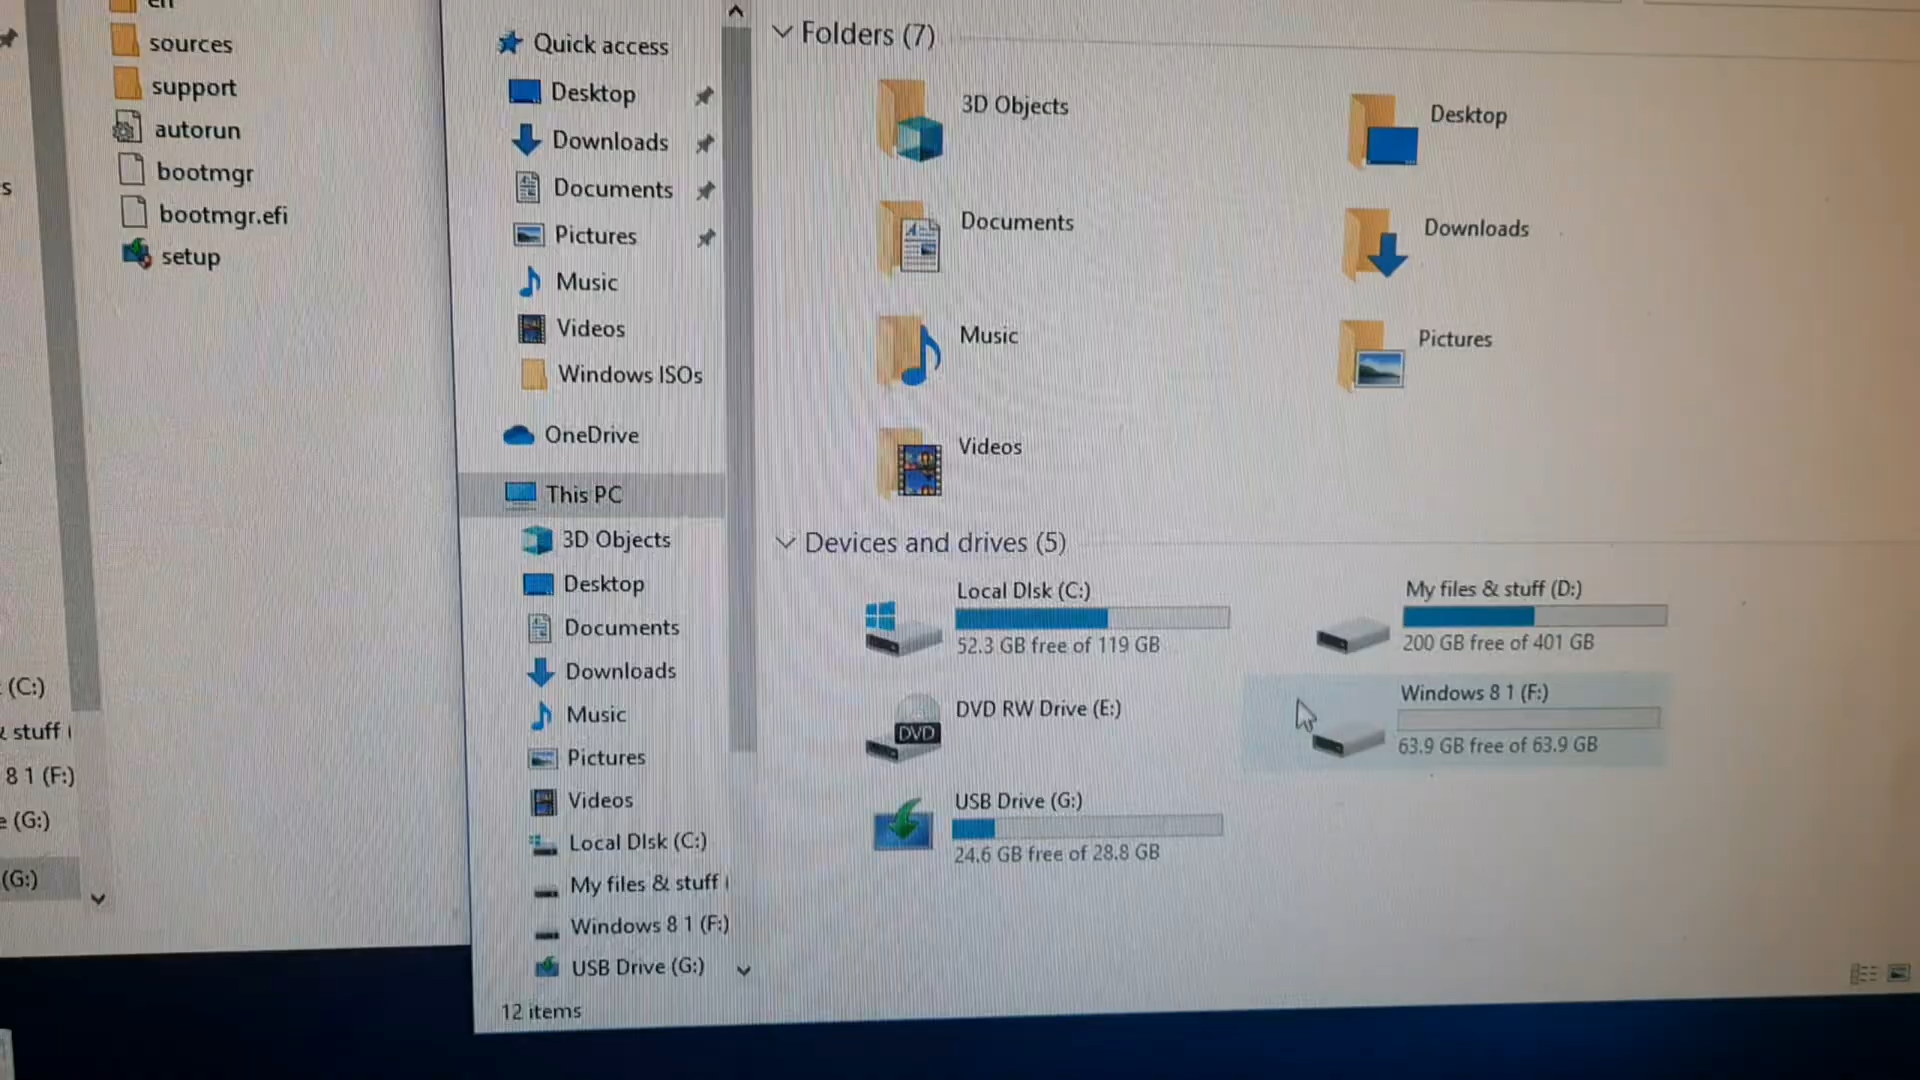 en
sources
support
autorun
bootmgr
bootmgr.efi
setup
s
(C:)
& stuff
8 1 (F:)
e (G:)
(G:)
Quick access
Desktop
Downloads
Documents
Pictures
Music
Videos
Windows ISOs
OneDrive
This PC
3D Objects
Desktop
Documents
Downloads
Music
Pictures
Videos
Local DIsk (C:)
My files & stuff (
Windows 8 1 (F:)
USB Drive (G:)
12 items
Folders (7)
3D Objects
Desktop
Documents
Downloads
Music
Pictures
Videos
Devices and drives (5)
Local DIsk (C:)
52.3 GB free of 119 GB
My files & stuff (D:)
200 GB free of 401 GB
DVD
DVD RW Drive (E:)
Windows 8 1 (F:)
63.9 GB free of 63.9 GB
USB Drive (G:)
24.6 GB free of 28.8 GB